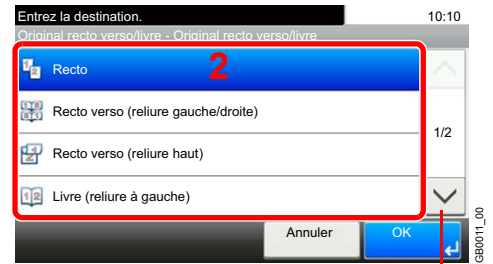 Entrez la destination. 10:10
Original recto verso/livre - Original recto verso/livre
2
Recto
Recto verso (reliure gauche/droite)
1/2
Recto verso (reliure haut)
Livre (reliure à gauche)
Annuler OK
GB0011_00